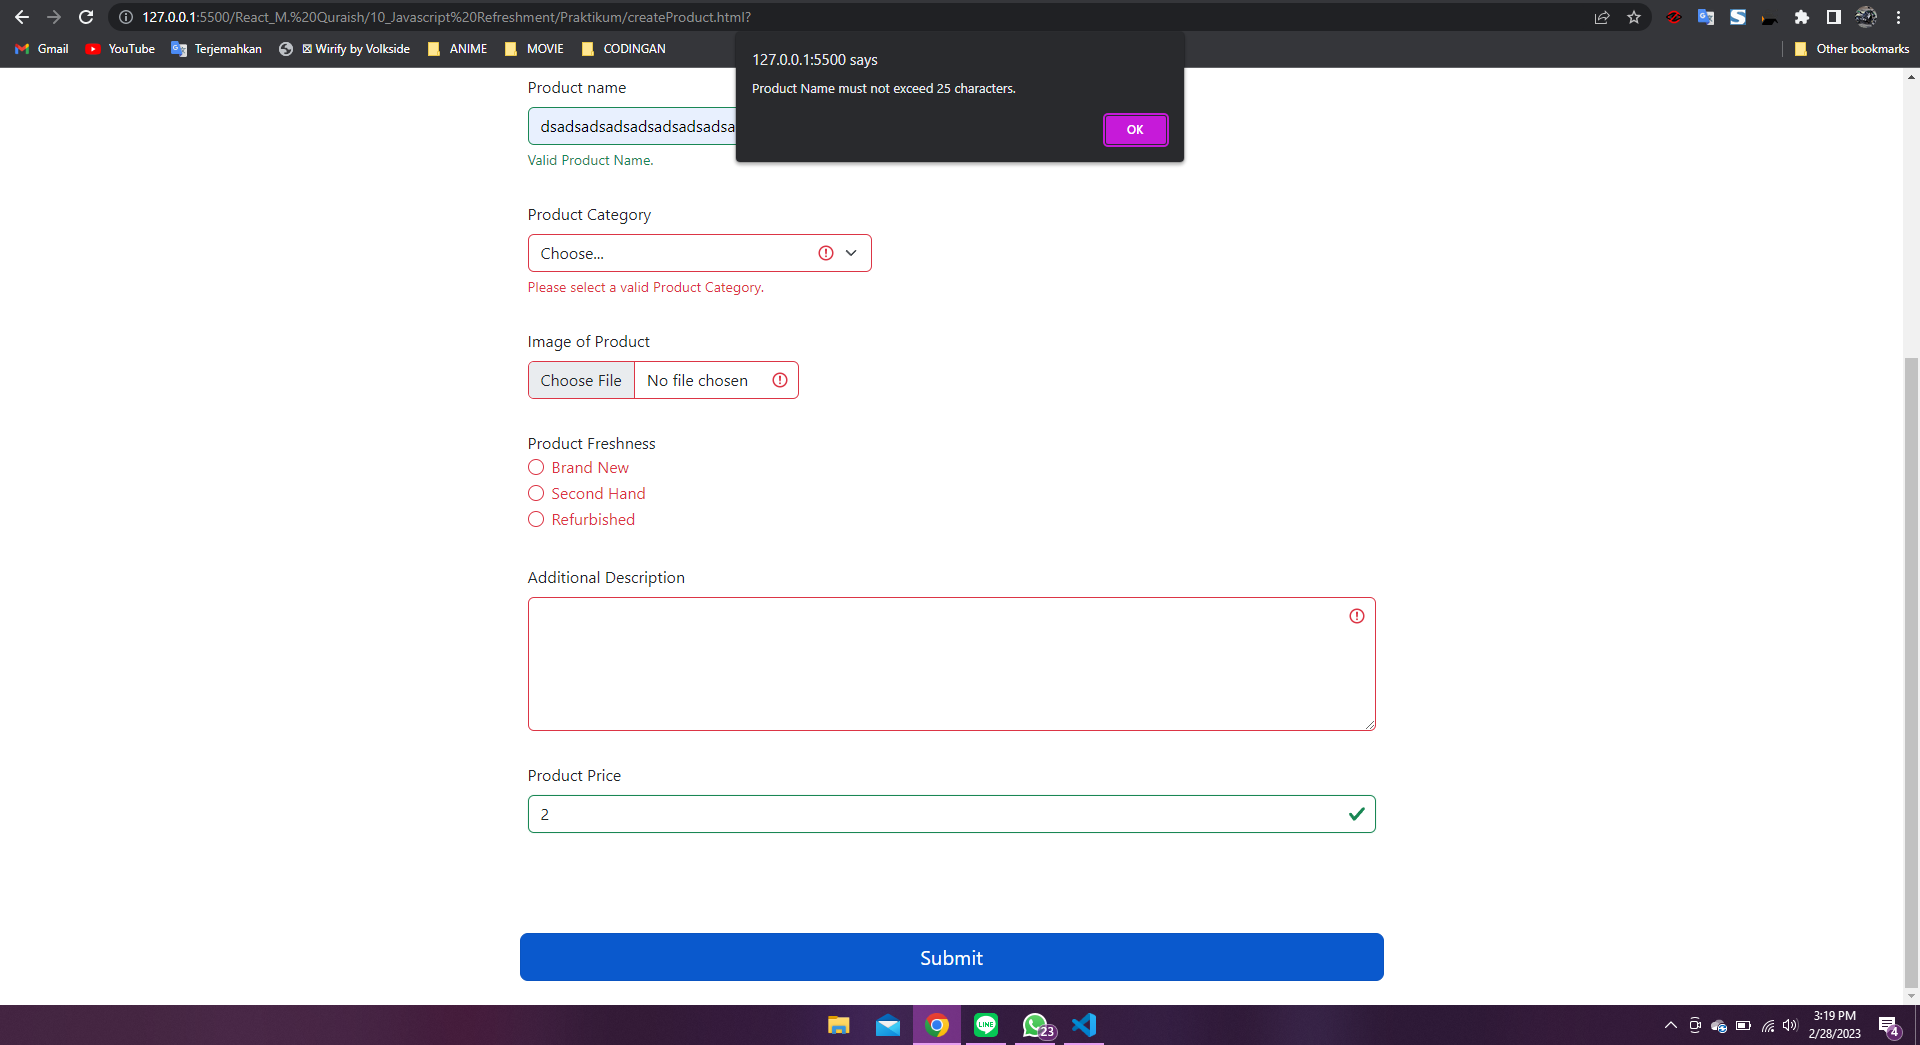 127.0.0.1:5500/React_M.%20Quraish/10_Javascript%20Refreshment/Praktikum/createProduct.html?
Gmail YouTube Terjemahkan Wirify by Volkside ANIME MOVIE CODINGAN Other bookmarks
127.0.0.1:5500 says
Product Name must not exceed 25 characters.
OK
Product name
dsadsadsadsadsadsadsadsa
Valid Product Name.
Product Category
Choose...
Please select a valid Product Category.
Image of Product
Choose File No file chosen
Product Freshness
Brand New
Second Hand
Refurbished
Additional Description
Product Price
2
Submit
LINE
23
3:19 PM
2/28/2023
4